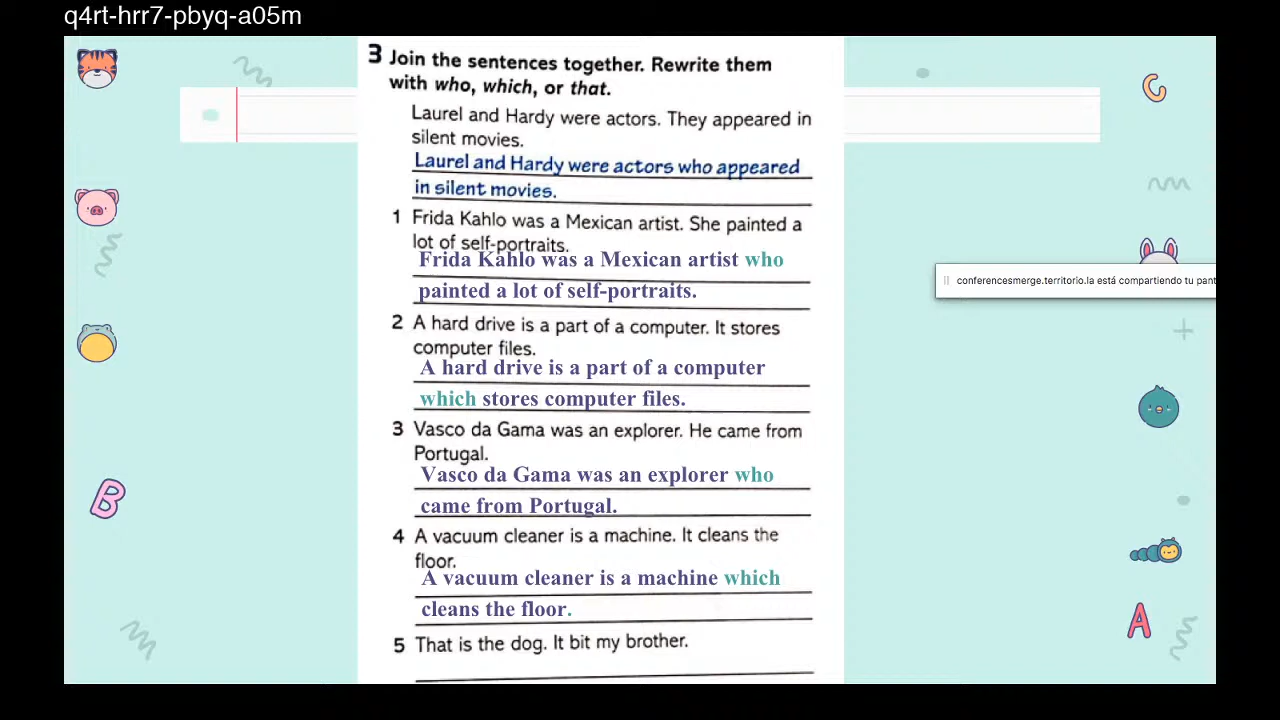 q4rt-hrr7-pbyq-a05m
3 Join the sentences together. Rewrite them
with who, which, or that.
Laurel and Hardy were actors. They appeared in
silent movies.
Laurel and Hardy were actors who appeared
in silent movies.
1 Frida Kahlo was a Mexican artist. She painted a
lot of self-portraits.
Frida Kahlo was a Mexican artist who
painted a lot of self-portraits.
2 A hard drive is a part of a computer. It stores
computer files.
A hard drive is a part of a computer
which stores computer files.
3 Vasco da Gama was an explorer. He came from
Portugal.
Vasco da Gama was an explorer who
came from Portugal.
4 A vacuum cleaner is a machine. It cleans the
floor.
A vacuum cleaner is a machine which
cleans the floor.
5 That is the dog. It bit my brother.
conferencesmerge.territorio.la está compartiendo tu pant
C
B
A